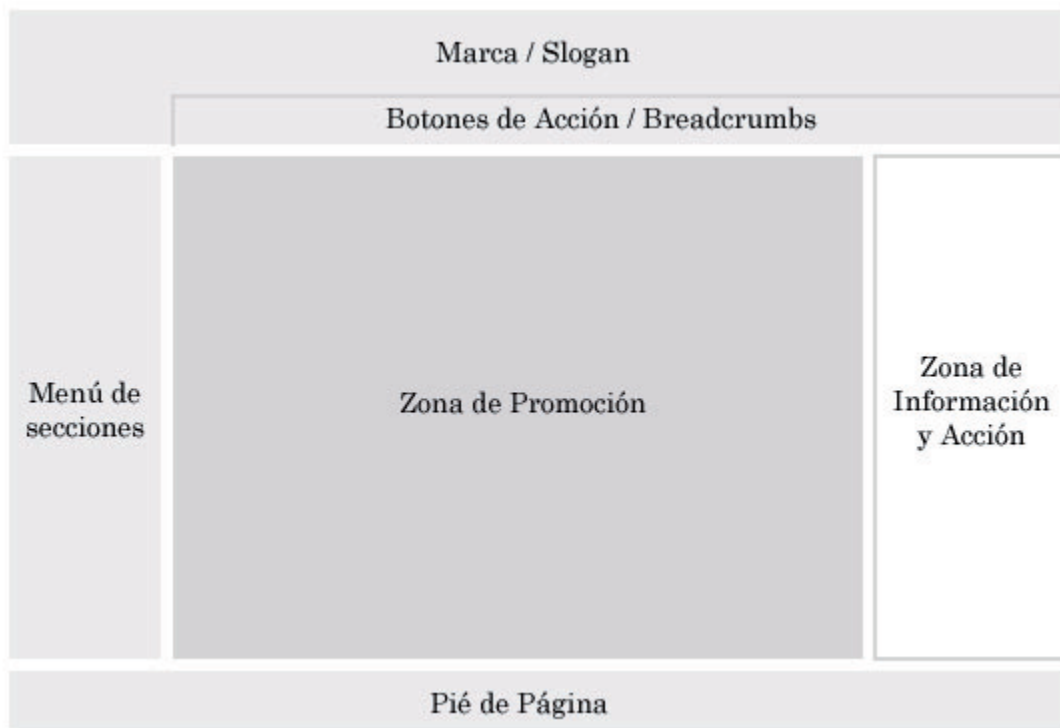 Marca / Slogan
Botones de Acción / Breadcrumbs
Menú de
secciones
Zona de Promoción
Zona de
Información
y Acción
Pié de Página